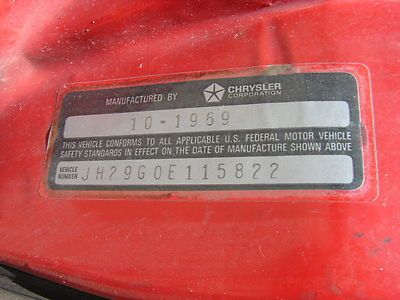 MANUFACTURED BY CHRYSLER CORPORATION
10-1969
THIS VEHICLE CONFORMS TO ALL APPLICABLE U.S. FEDERAL MOTOR VEHICLE
SAFETY STANDARDS IN EFFECT ON THE DATE OF MANUFACTURE SHOWN ABOVE
VEHICLE NUMBER JH29G0E115822